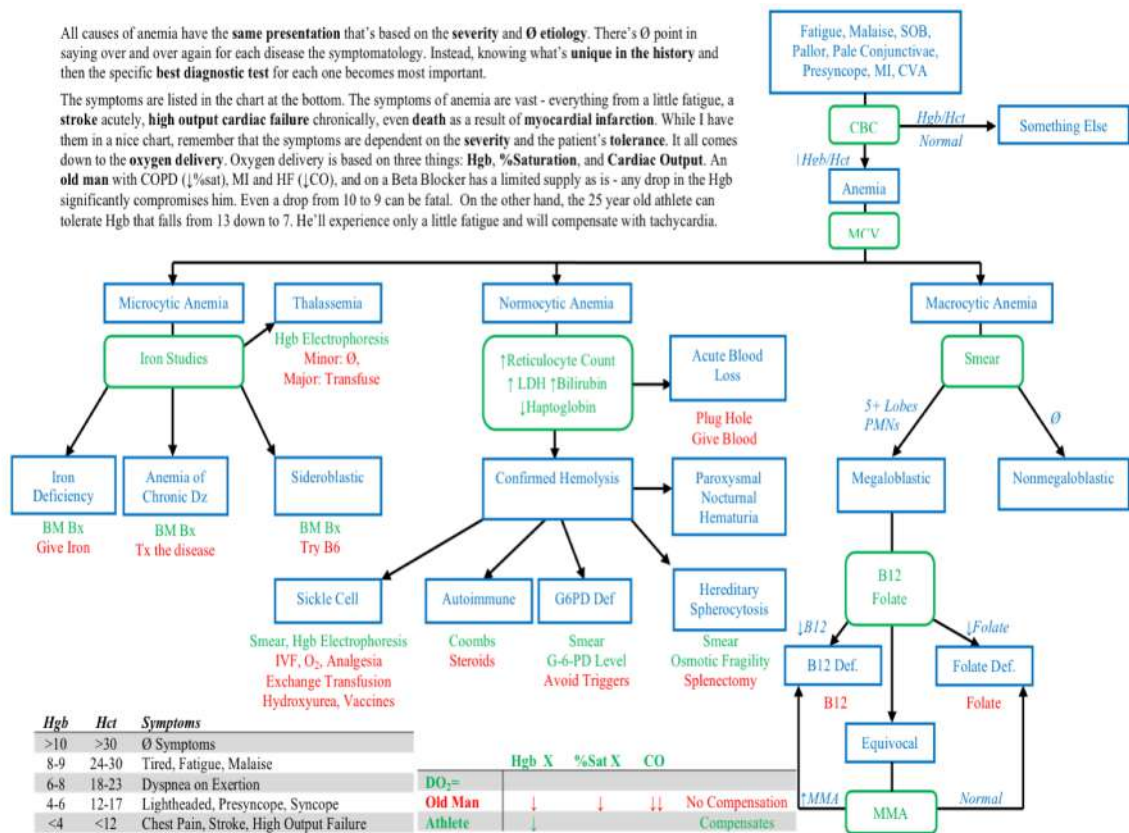 All causes of anemia have the same presentation that's based on the severity and Ø etiology. There's Ø point in
saying over and over again for each disease the symptomatology. Instead, knowing what's unique in the history and
then the specific best diagnostic test for each one becomes most important.
The symptoms are listed in the chart at the bottom. The symptoms of anemia are vast - everything from a little fatigue, a
stroke acutely, high output cardiac failure chronically, even death as a result of myocardial infarction. While I have
them in a nice chart, remember that the symptoms are dependent on the severity and the patient's tolerance. It all comes
down to the oxygen delivery. Oxygen delivery is based on three things: Hgb, %Saturation, and Cardiac Output. An
old man with COPD (↓%sat), MI and HF (↓CO), and on a Beta Blocker has a limited supply as is - any drop in the Hgb
significantly compromises him. Even a drop from 10 to 9 can be fatal. On the other hand, the 25 year old athlete can
tolerate Hgb that falls from 13 down to 7. He'll experience only a little fatigue and will compensate with tachycardia.
Fatigue, Malaise, SOB,
Pallor, Pale Conjunctivae,
Presyncope, MI, CVA
CBC
Hgb/Hct
Normal
Something Else
↓Hgb/Hct
Anemia
MCV
Microcytic Anemia
Thalassemia
Hgb Electrophoresis
Minor: Ø,
Major: Transfuse
Iron Studies
Iron
Deficiency
BM Bx
Give Iron
Anemia of
Chronic Dz
BM Bx
Tx the disease
Sideroblastic
BM Bx
Try B6
Normocytic Anemia
↑Reticulocyte Count
↑ LDH ↑Bilirubin
↓Haptoglobin
Acute Blood
Loss
Plug Hole
Give Blood
Confirmed Hemolysis
Paroxysmal
Nocturnal
Hematuria
Sickle Cell
Smear, Hgb Electrophoresis
IVF, O₂, Analgesia
Exchange Transfusion
Hydroxyurea, Vaccines
Autoimmune
Coombs
Steroids
G6PD Def
Smear
G-6-PD Level
Avoid Triggers
Hereditary
Spherocytosis
Smear
Osmotic Fragility
Splenectomy
Macrocytic Anemia
Smear
5+ Lobes
PMNs
Ø
Megaloblastic
Nonmegaloblastic
B12
Folate
↓B12
↓Folate
B12 Def.
B12
Folate Def.
Folate
Equivocal
↑MMA
MMA
Normal
Hgb Hct Symptoms
>10 >30 Ø Symptoms
8-9 24-30 Tired, Fatigue, Malaise
6-8 18-23 Dyspnea on Exertion
4-6 12-17 Lightheaded, Presyncope, Syncope
<4 <12 Chest Pain, Stroke, High Output Failure
Hgb X %Sat X CO
DO₂=
Old Man ↓ ↓ ↓↓ No Compensation
Athlete ↓ Compensates